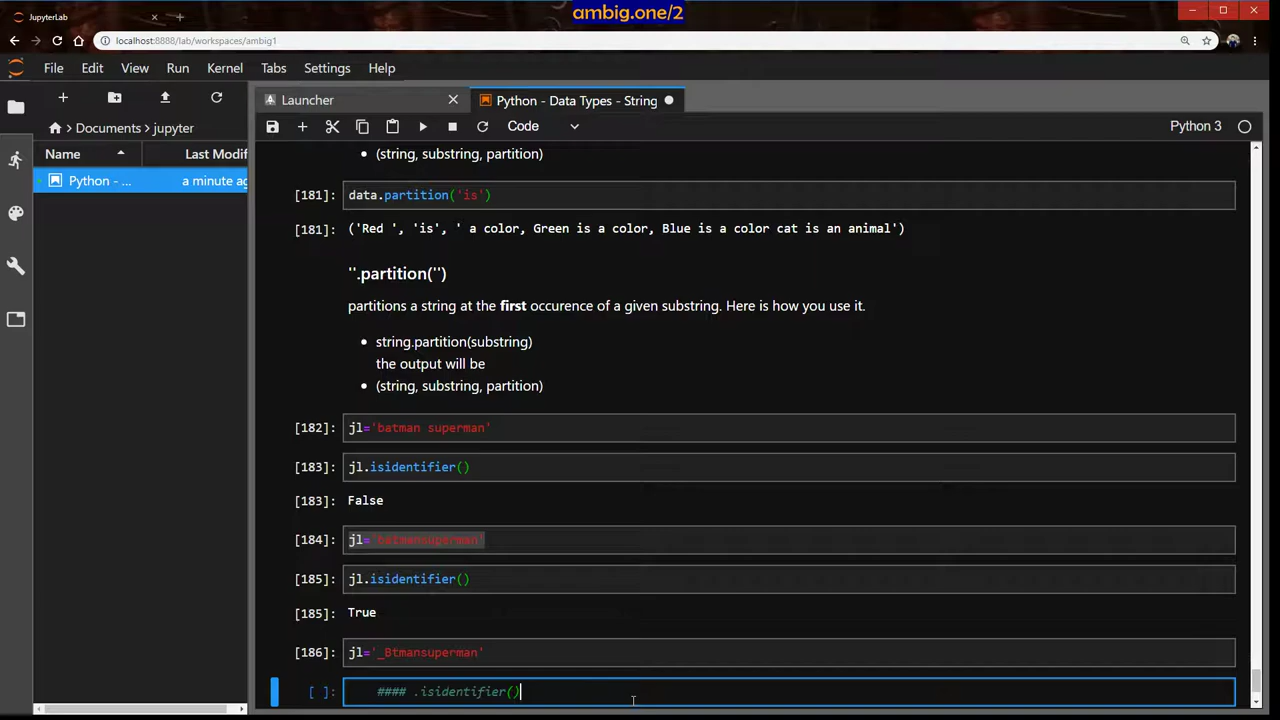 ambig.one/2
JupyterLab
localhost:8888/lab/workspaces/ambig1
File Edit View Run Kernel Tabs Settings Help
Launcher
Python - Data Types - String
Code
Python 3
Documents
jupyter
Name
Last Modif
Python - ...
a minute ag
(string, substring, partition)
[181]: data.partition('is')
[181]: ('Red ', 'is', ' a color, Green is a color, Blue is a color cat is an animal')
''.partition('')
partitions a string at the first occurence of a given substring. Here is how you use it.
string.partition(substring)
the output will be
(string, substring, partition)
[182]: jl='batman superman'
[183]: jl.isidentifier()
[183]: False
[184]: jl='batmansuperman'
[185]: jl.isidentifier()
[185]: True
[186]: jl='_Btmansuperman'
[ ]: #### .isidentifier()